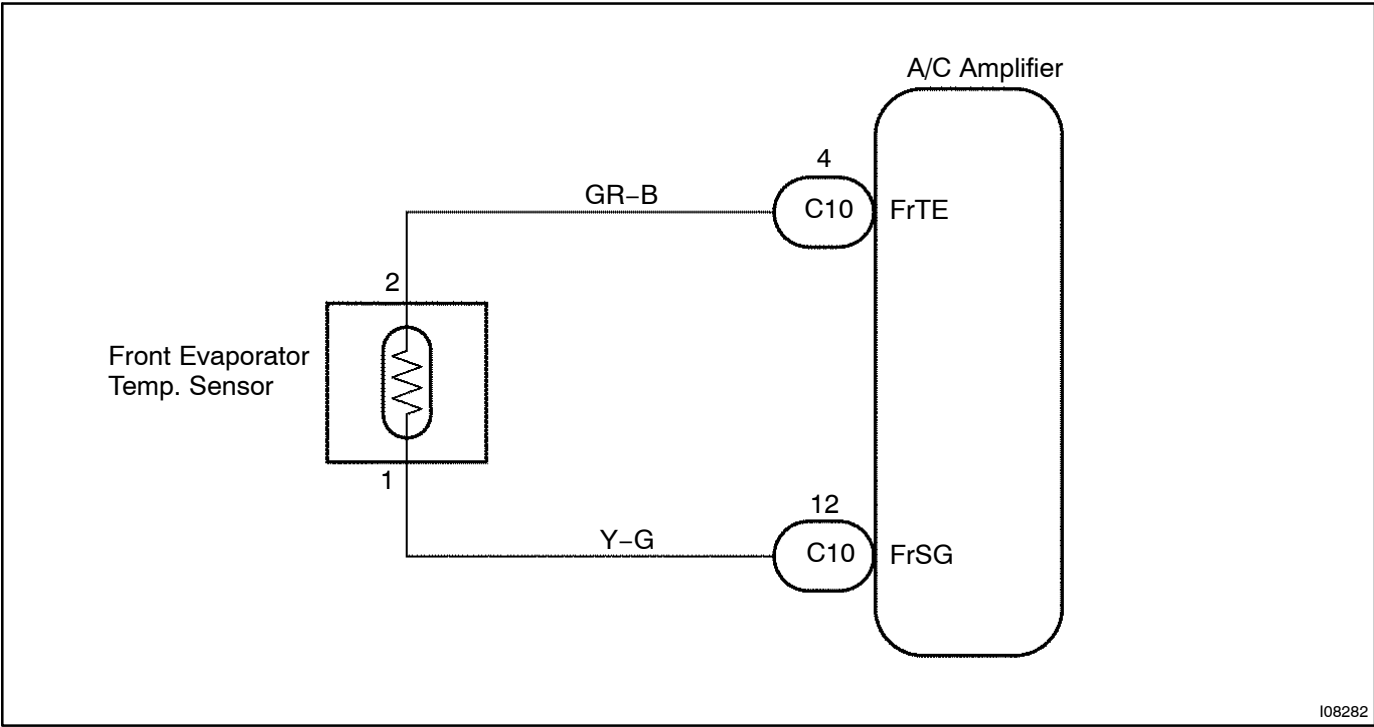 A/C Amplifier
4
GR−B
C10
FrTE
2
Front Evaporator
Temp. Sensor
1
12
Y−G
C10
FrSG
I08282